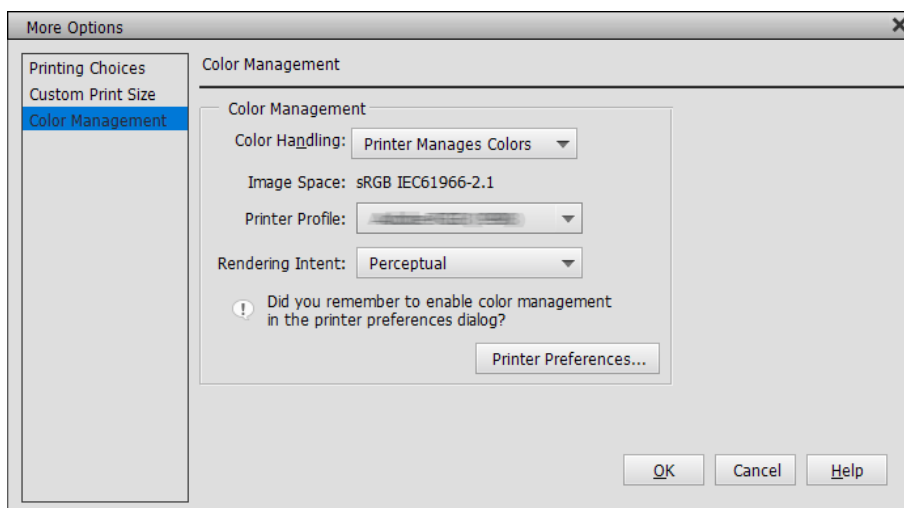 More Options
Printing Choices
Custom Print Size
Color Management
Color Management
Color Management
Color Handling: Printer Manages Colors
Image Space: sRGB IEC61966-2.1
Printer Profile:
Rendering Intent: Perceptual
Did you remember to enable color management
in the printer preferences dialog?
Printer Preferences...
OK Cancel Help